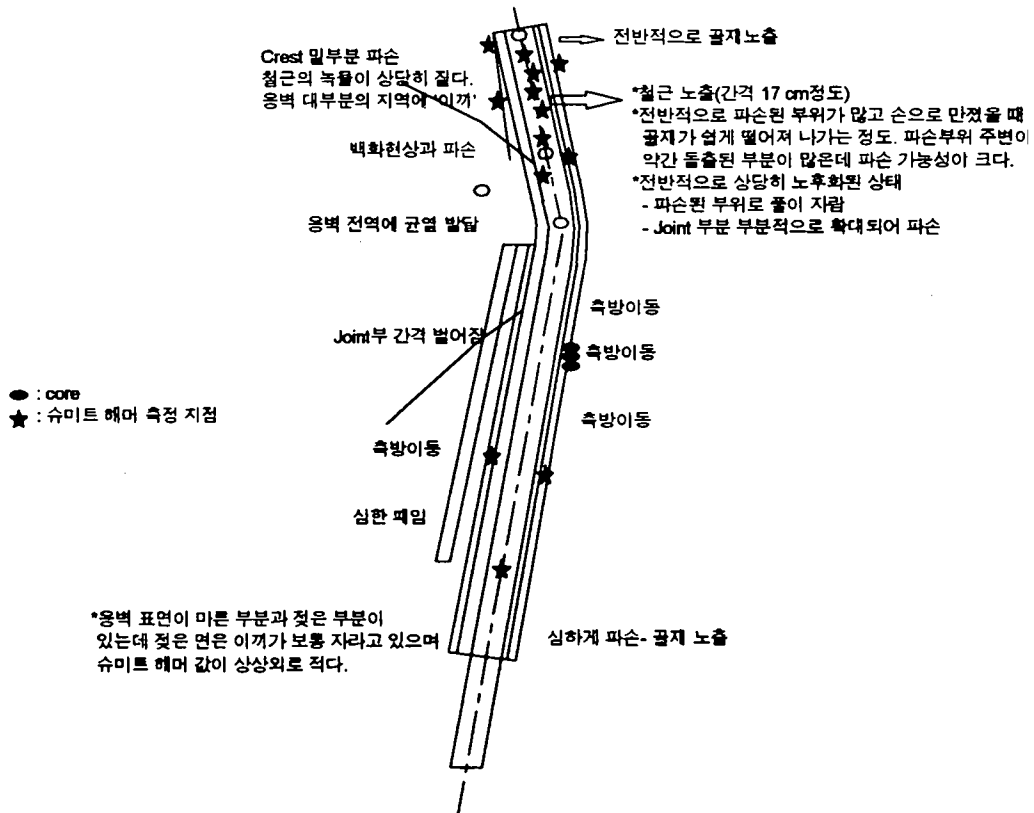 전반적으로 골재노출
Crest 밑부분 파손
철근의 녹물이 상당히 짙다.
옹벽 대부분의 지역에 '이끼'
*철근 노출(간격 17 cm정도)
*전반적으로 파손된 부위가 많고 손으로 만졌을 때
골재가 쉽게 떨어져 나가는 정도. 파손부위 주변이
약간 돌출된 부분이 많은데 파손 가능성이 크다.
*전반적으로 상당히 노후화된 상태
- 파손된 부위로 풀이 자람
- Joint 부분 부분적으로 확대되어 파손
백화현상과 파손
옹벽 전역에 균열 발달
측방이동
Joint부 간격 벌어짐
측방이동
: core
: 슈미트 해머 측정 지점
측방이동
측방이동
심한 패임
*옹벽 표면이 마른 부분과 젖은 부분이
있는데 젖은 면은 이끼가 보통 자라고 있으며
슈미트 해머 값이 상상외로 적다.
심하게 파손- 골재 노출